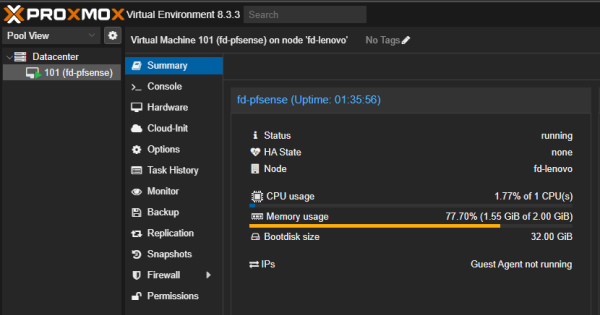 PROXMOX Virtual Environment 8.3.3 Search
Pool View
Virtual Machine 101 (fd-pfsense) on node 'fd-lenovo' No Tags
Datacenter
101 (fd-pfsense)
Summary
Console
Hardware
Cloud-Init
Options
Task History
Monitor
Backup
Replication
Snapshots
Firewall
Permissions
fd-pfsense (Uptime: 01:35:56)
Status running
HA State none
Node fd-lenovo
CPU usage 1.77% of 1 CPU(s)
Memory usage 77.70% (1.55 GiB of 2.00 GiB)
Bootdisk size 32.00 GiB
IPs Guest Agent not running